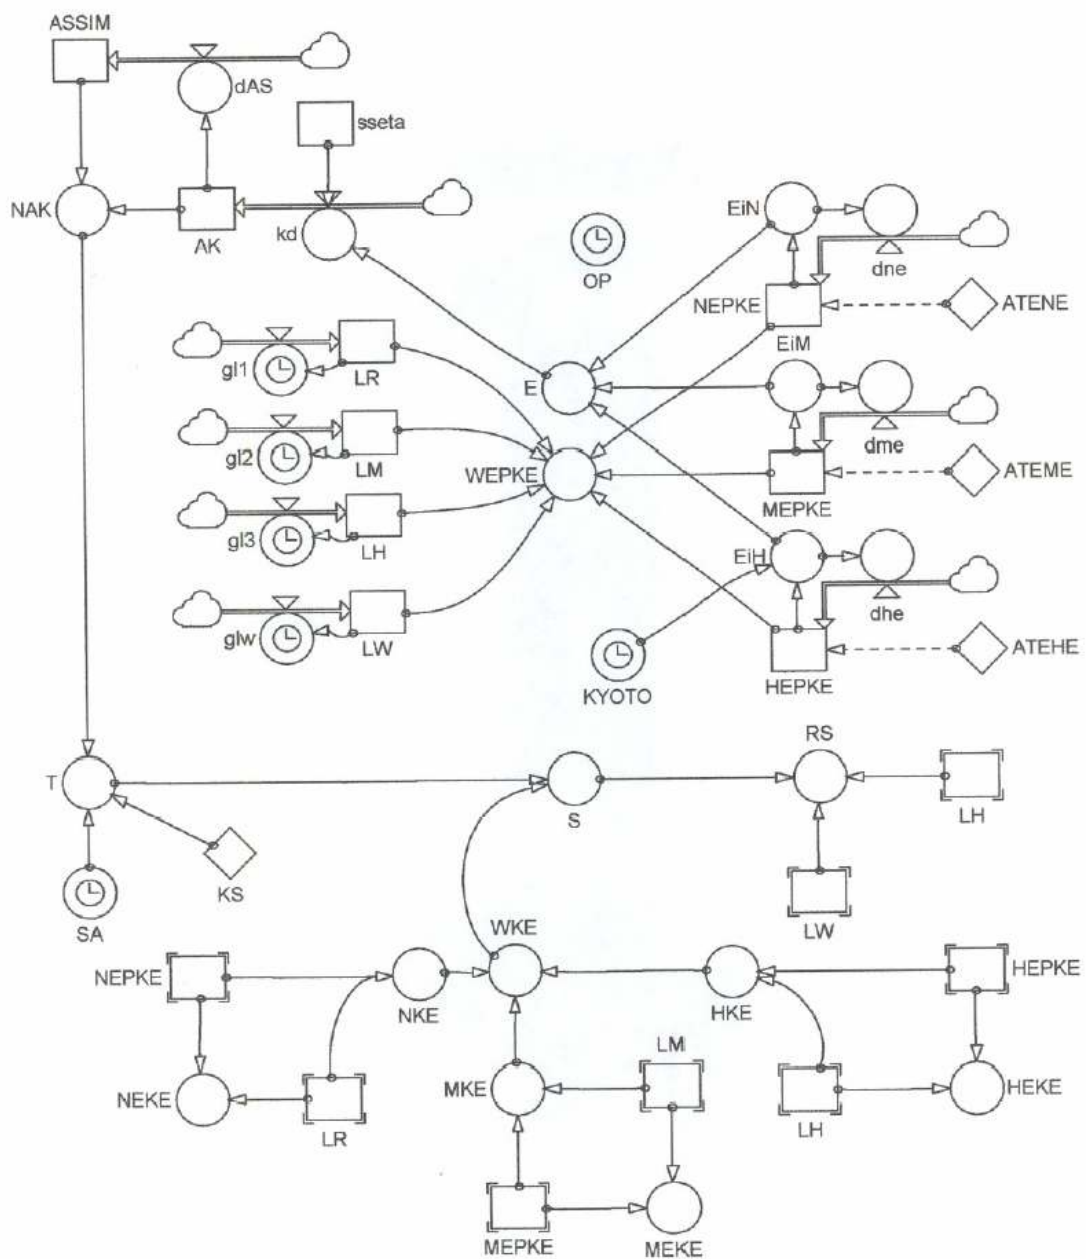 ASSIM
dAS
sseta
NAK
AK
kd
OP
EiN
dne
NEPKE
ATENE
EiM
gl1
LR
E
dme
gl2
LM
WEPKE
MEPKE
ATEME
gl3
LH
EiH
dhe
glw
LW
KYOTO
HEPKE
ATEHE
RS
T
S
LH
KS
SA
LW
WKE
NEPKE
NKE
HKE
HEPKE
LM
NEKE
MKE
HEKE
LR
LH
MEPKE
MEKE